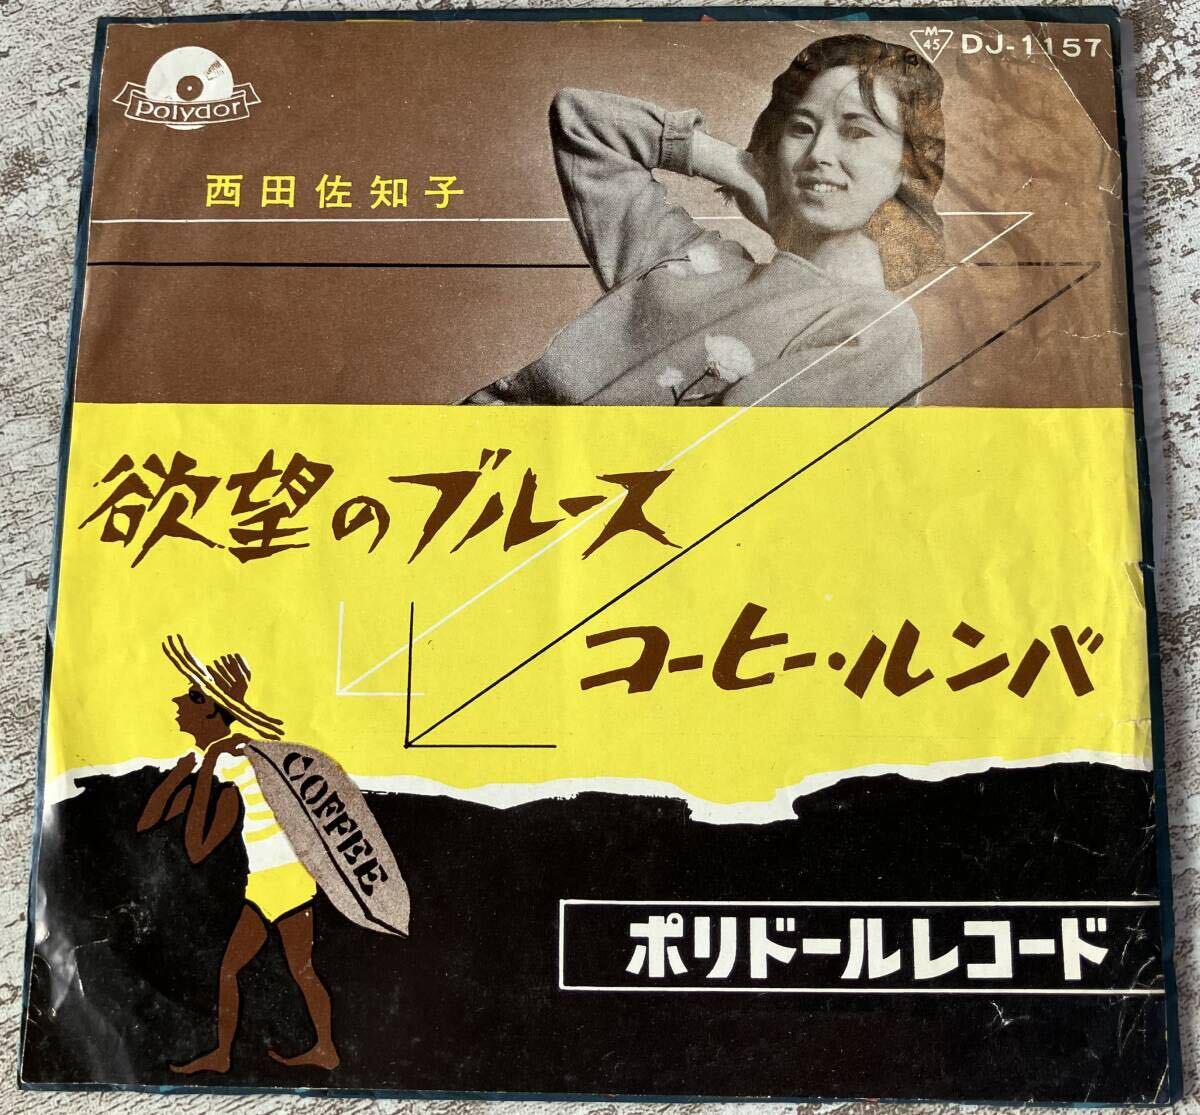 Polydor
M
45
DJ-1157
西田佐知子
欲望のブルース
コーヒー・ルンバ
COFFEE
ポリドールレコード